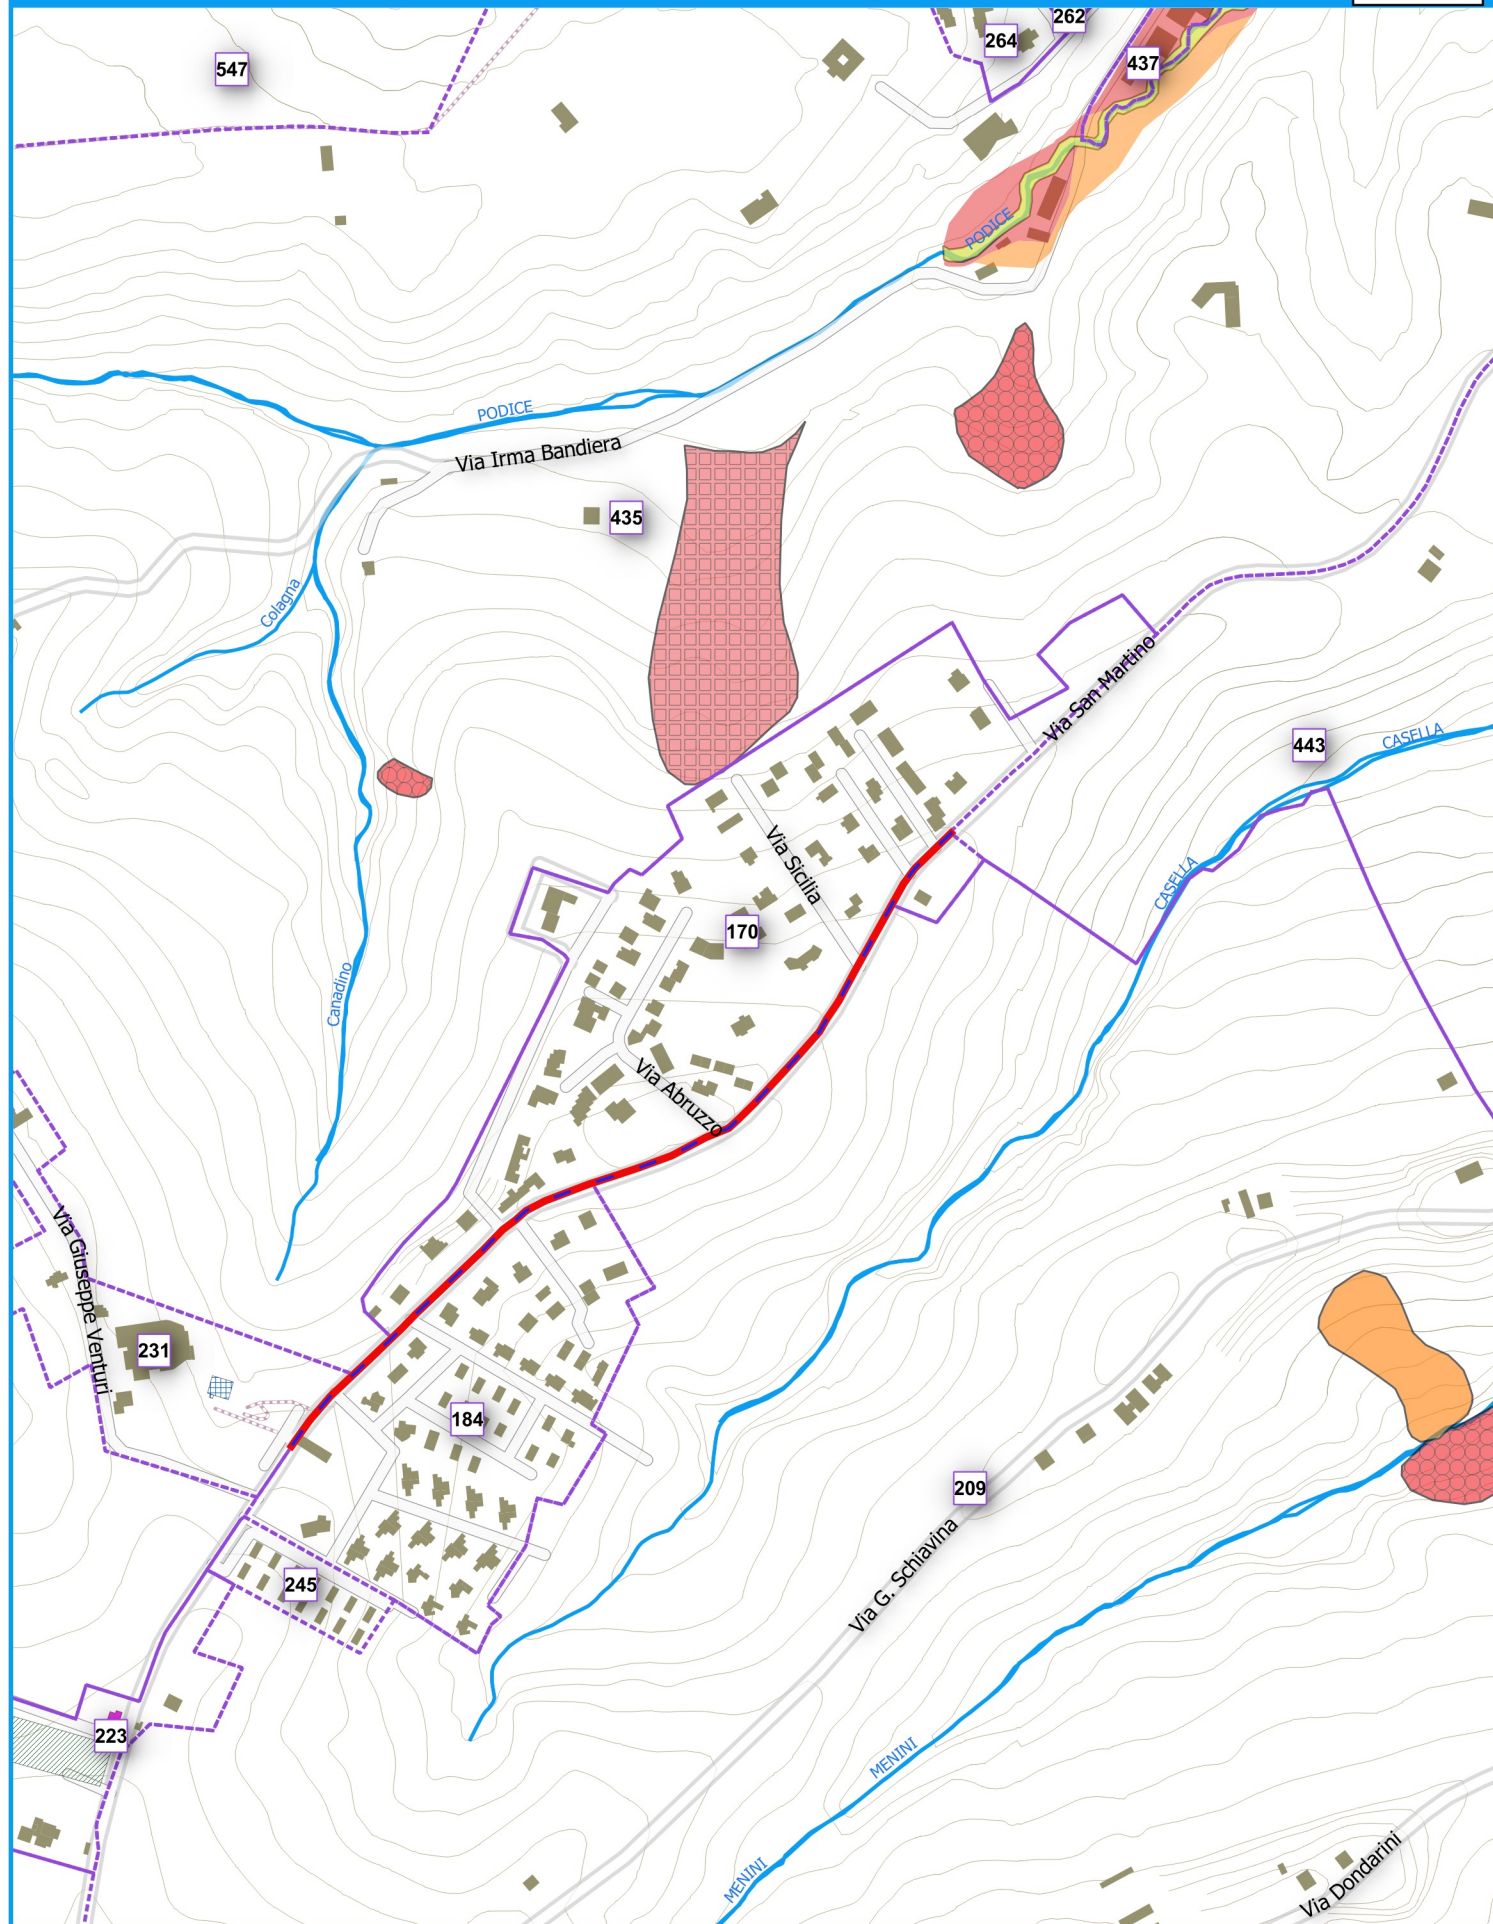 262
264
547
437
PODICE
PODICE
Via Irma Bandiera
435
Colagna
Via San Martino
443
CASELLA
CASELLA
Via Sicilia
170
Canadino
Via Abruzzo
Via Giuseppe Venturi
231
184
209
Via G. Schiavina
245
223
MENINI
MENINI
Via Dondarini